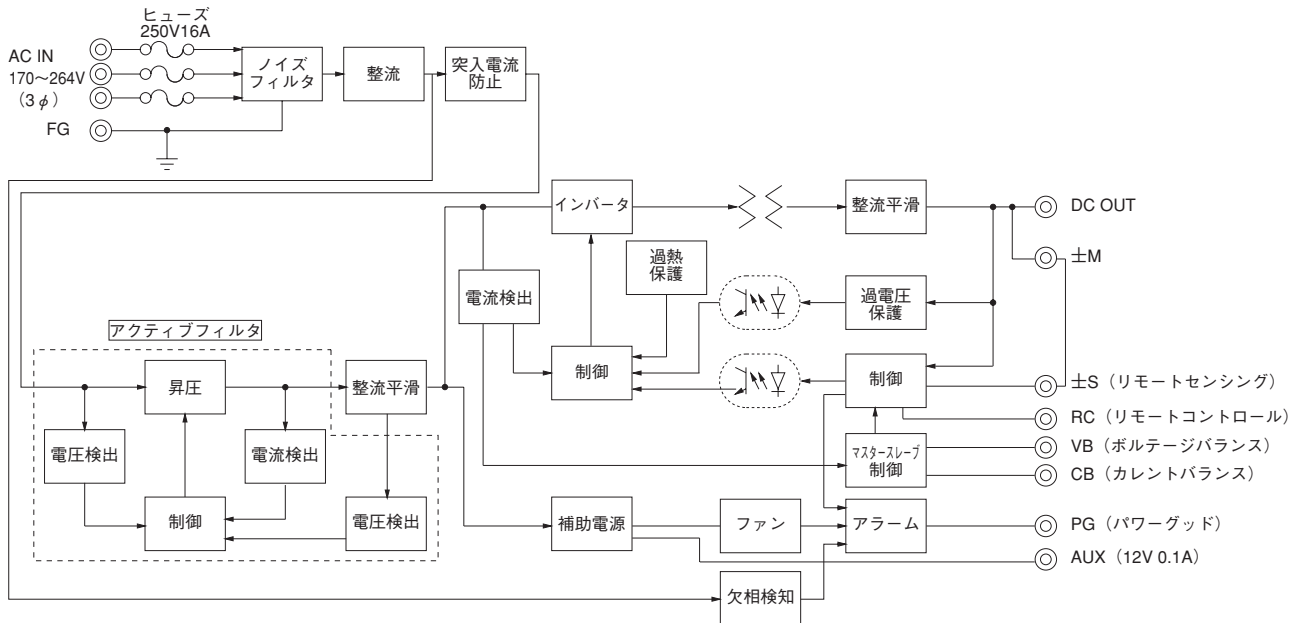 ヒューズ
250V16A
AC IN
170～264V
（3φ）
FG
ノイズ
フィルタ
整流
突入電流
防止
インバータ
整流平滑
DC OUT
±M
過熱
保護
電流検出
過電圧
保護
制御
制御
±S（リモートセンシング）
RC（リモートコントロール）
マスタースレーブ
制御
VB（ボルテージバランス）
CB（カレントバランス）
アクティブフィルタ
昇圧
整流平滑
電圧検出
電流検出
制御
電圧検出
補助電源
ファン
アラーム
PG（パワーグッド）
AUX（12V 0.1A）
欠相検知